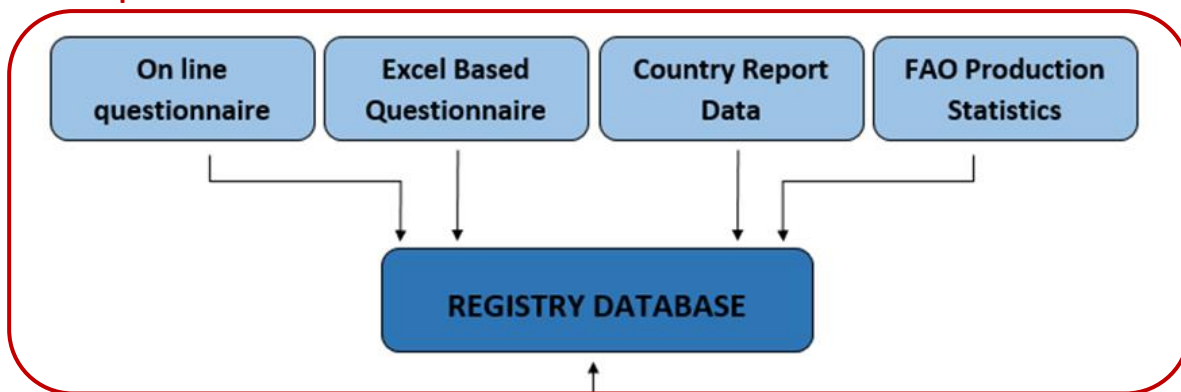 On line
questionnaire
Excel Based
Questionnaire
Country Report
Data
FAO Production
Statistics
REGISTRY DATABASE